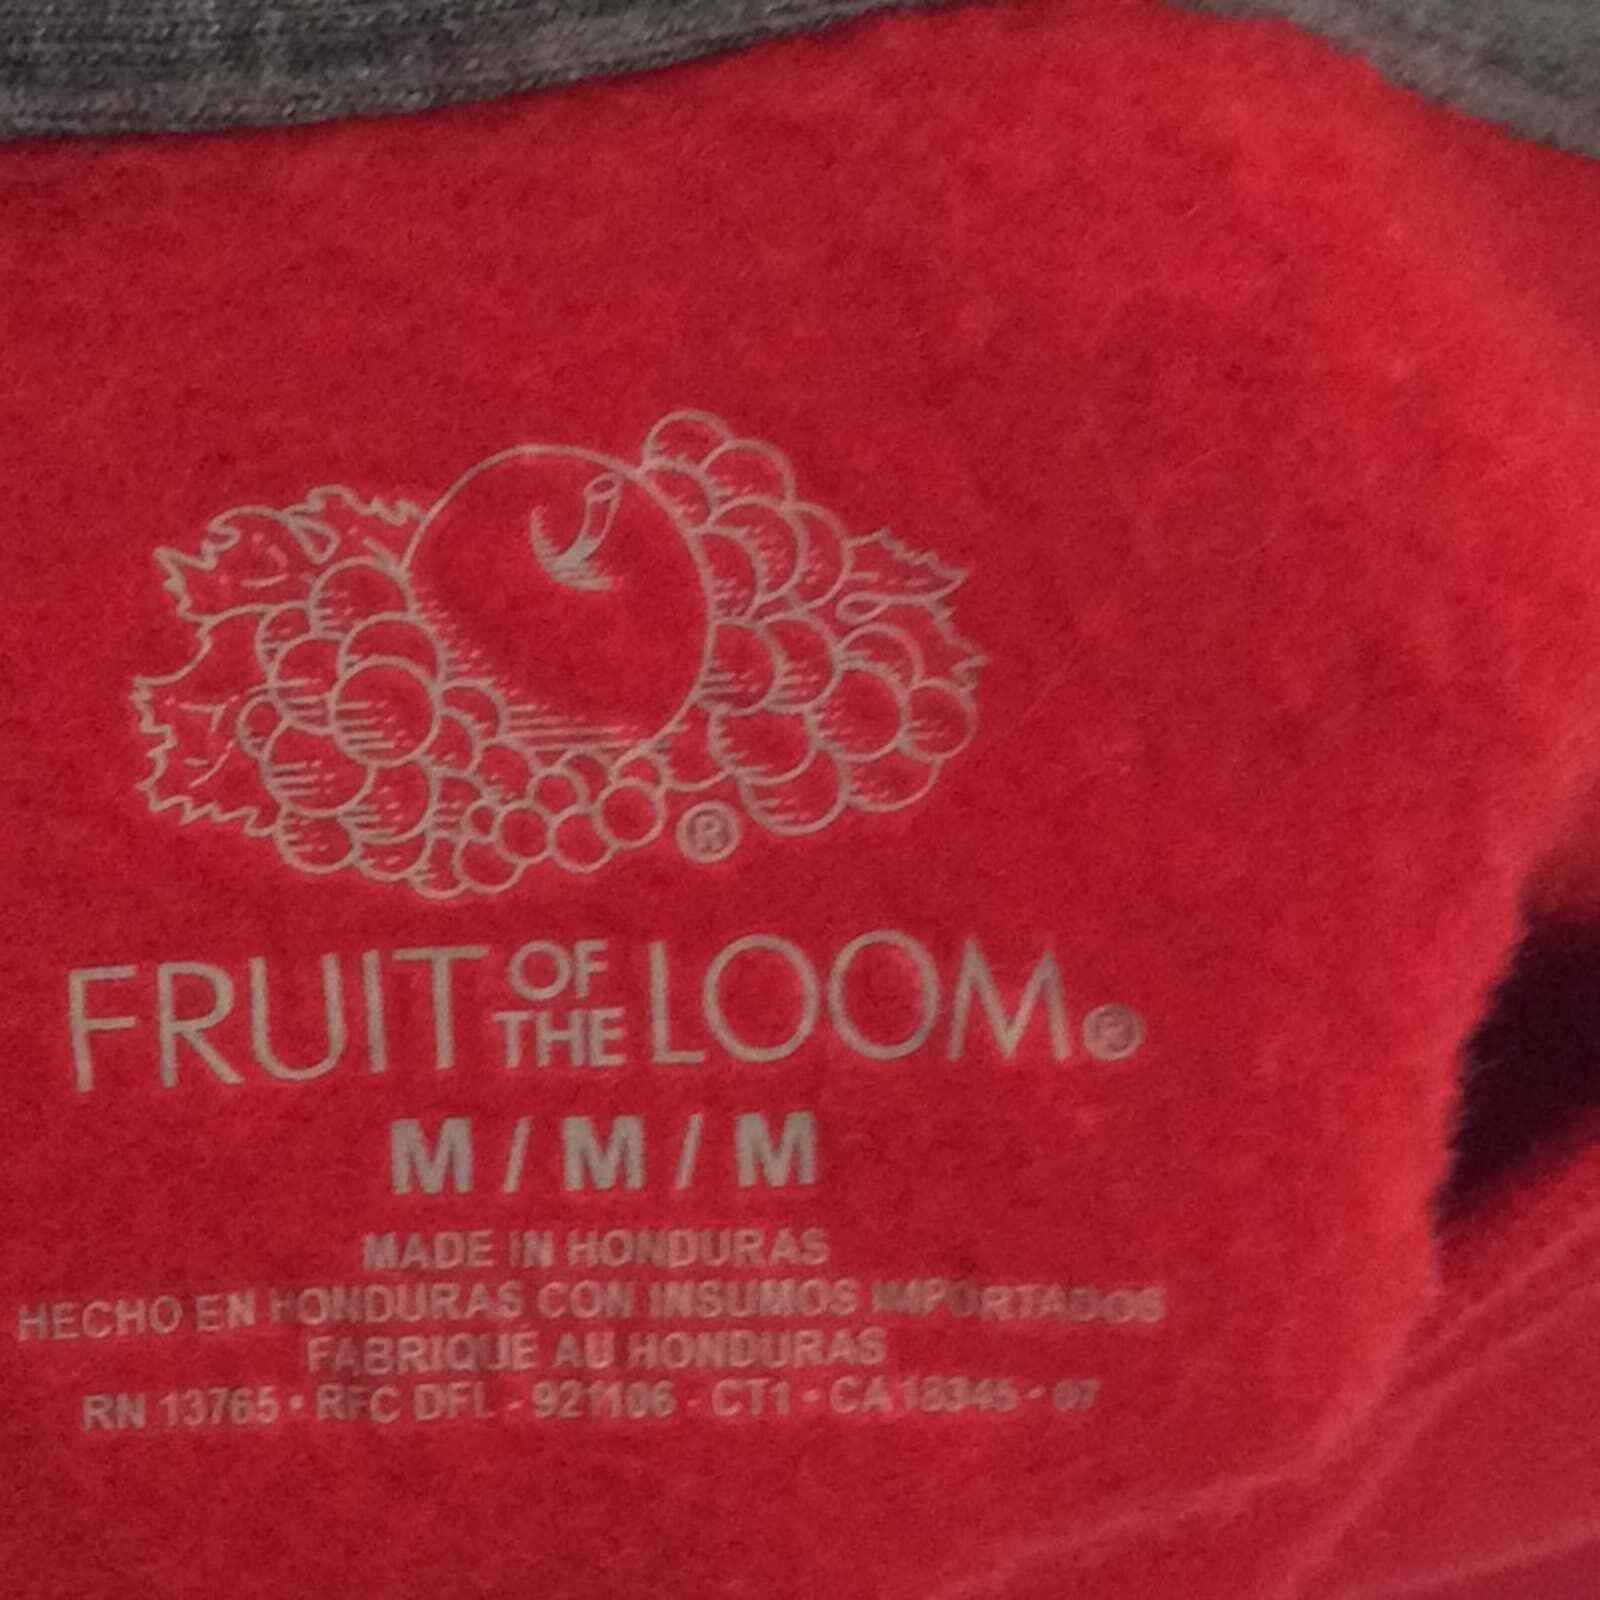 ®
FRUIT OF THE LOOM®
M / M / M
MADE IN HONDURAS
HECHO EN HONDURAS CON INSUMOS IMPORTADOS
FABRIQUE AU HONDURAS
RN 13765 • RFC DFL - 921106 - CT1 • CA 19345 • 07